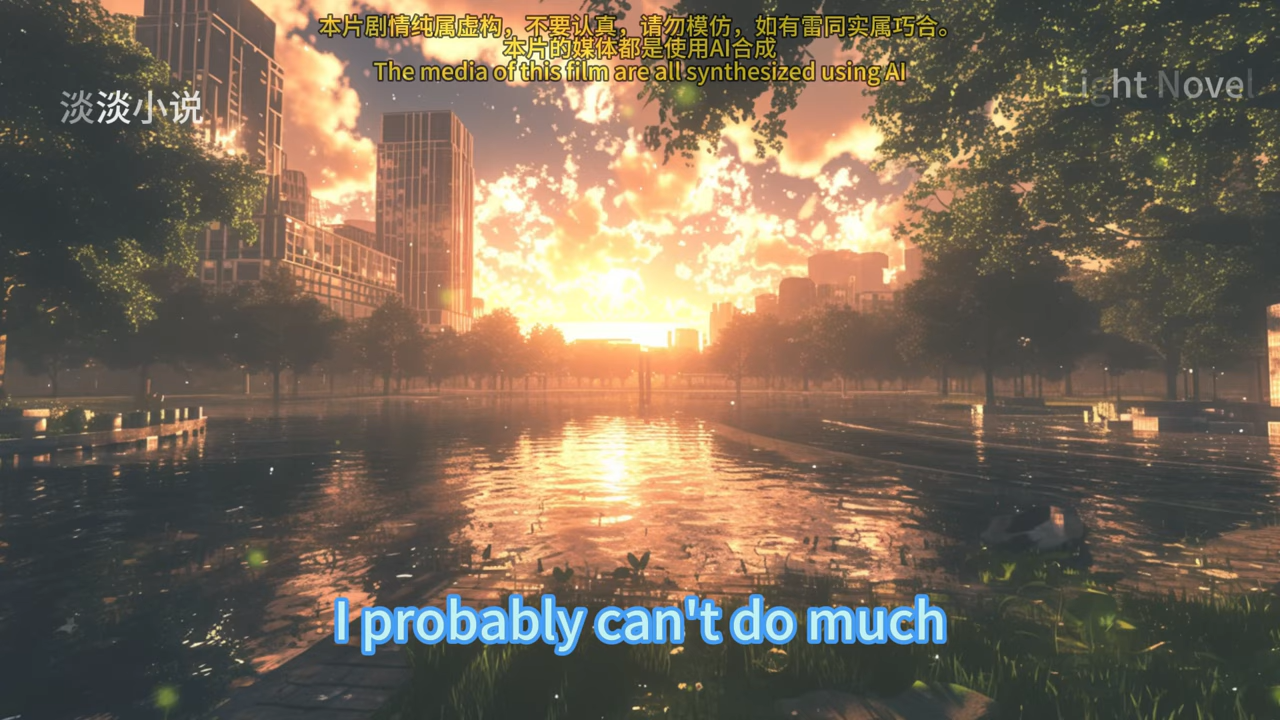 本片剧情纯属虚构，不要认真，请勿模仿，如有雷同实属巧合。
本片的媒体都是使用AI合成
The media of this film are all synthesized using AI
淡淡小说
Light Novel
I probably can't do much